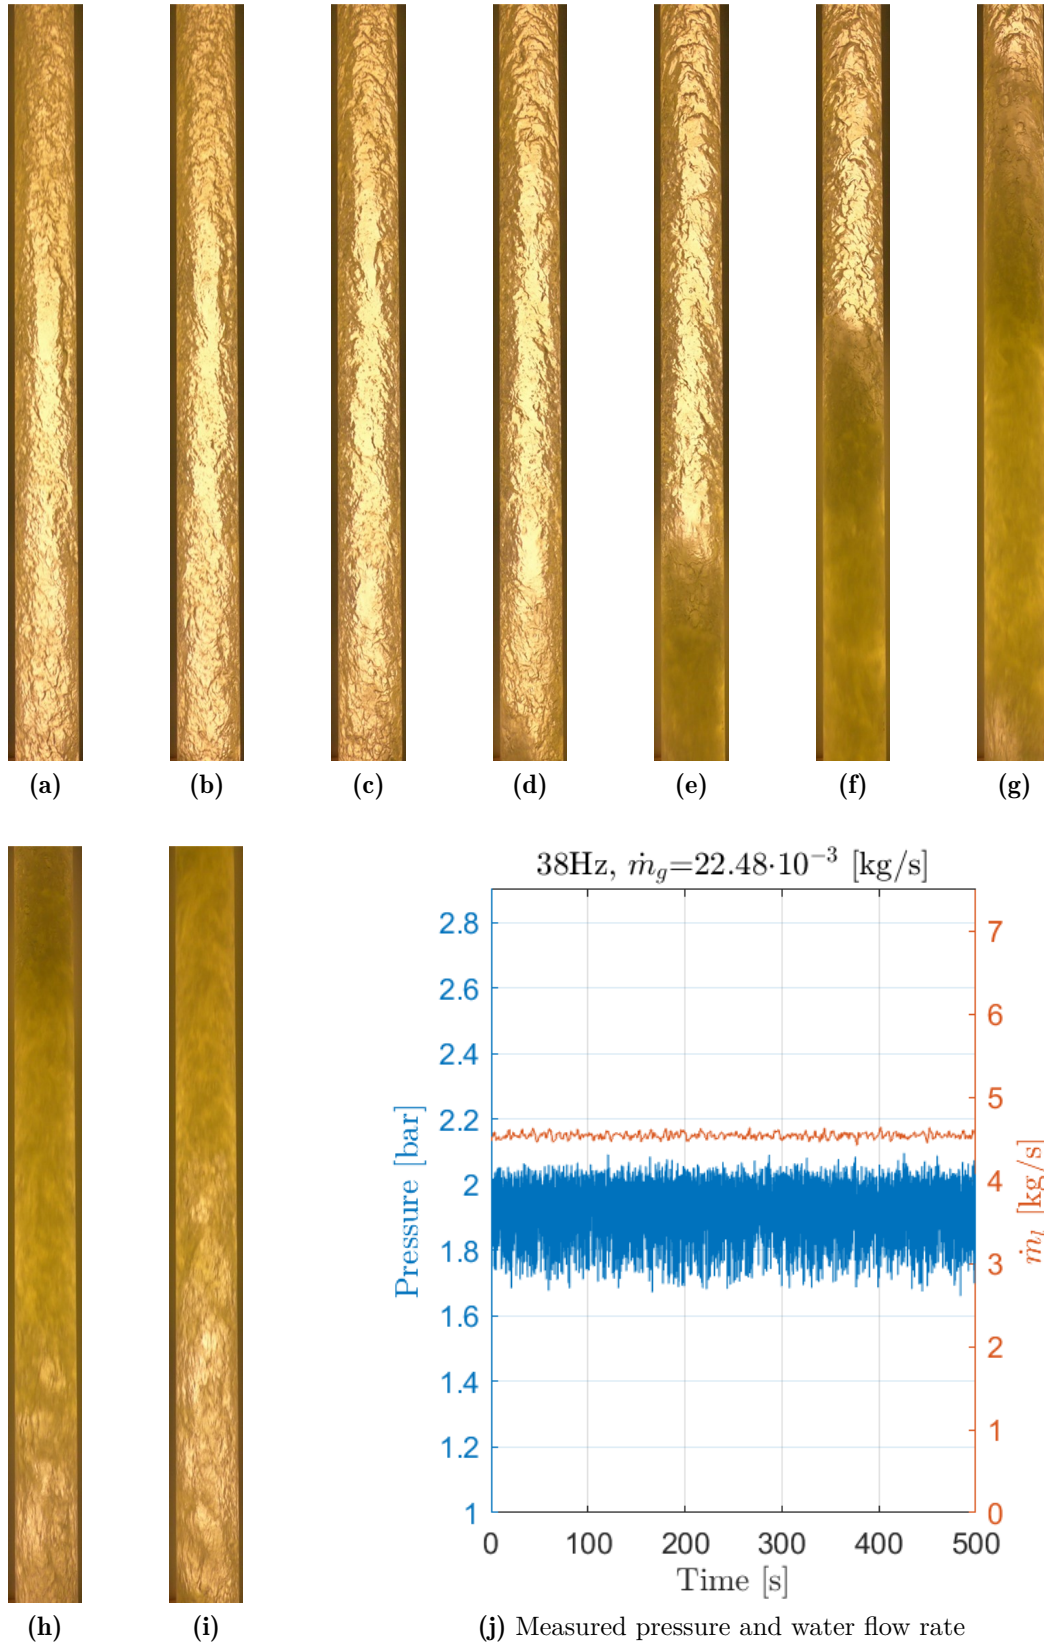 (a) (b) (c) (d) (e) (f) (g)
38Hz, ṁg=22.48·10−3 [kg/s]
2.8
2.6
2.4
2.2
2
1.8
1.6
1.4
1.2
1
Pressure [bar]
7
6
5
4
3
2
1
0
ṁl [kg/s]
0 100 200 300 400 500
Time [s]
(h) (i) (j) Measured pressure and water flow rate